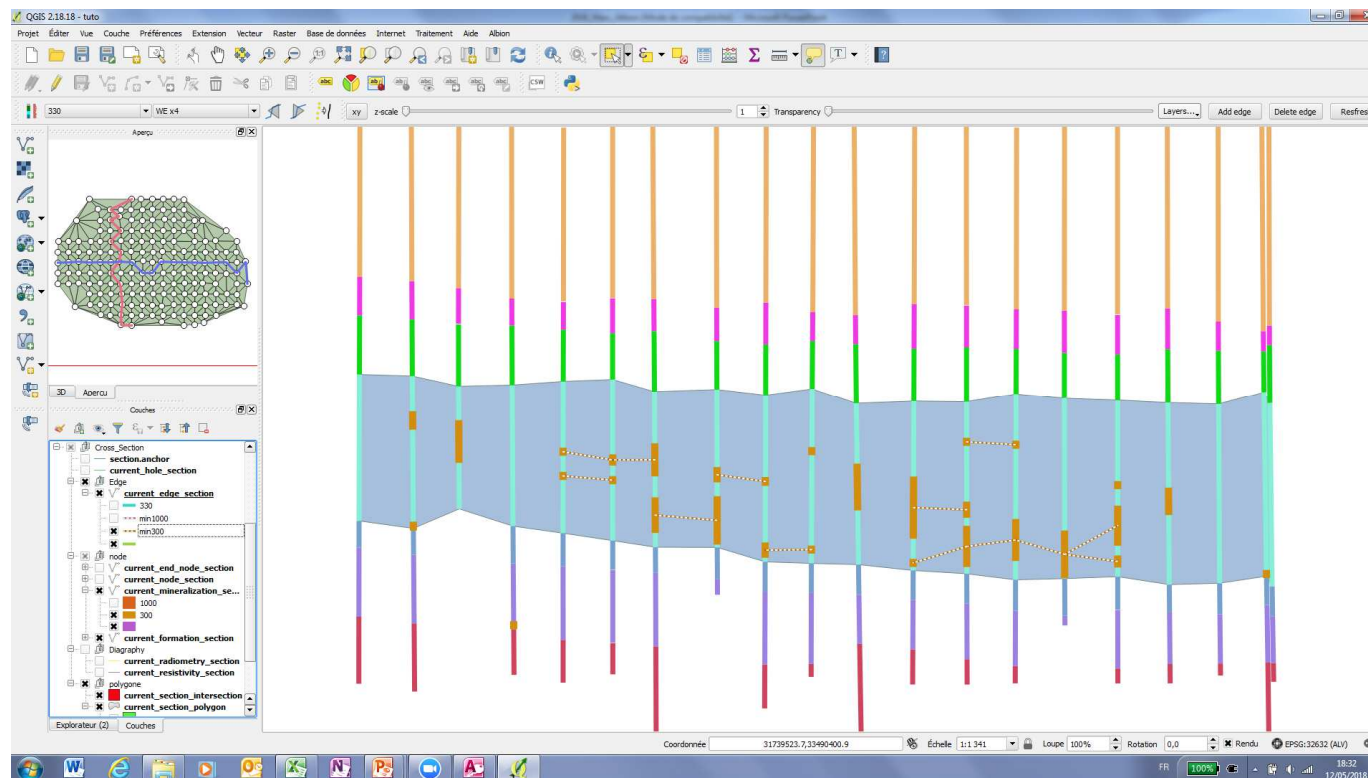 QGIS 2.18.18 - tuto
Projet Éditer Vue Couche Préférences Extension Vecteur Raster Base de données Internet Traitement Aide Albion
330 WE x4 xy z-scale 1 Transparency Layers... Add edge Delete edge Resfres
Aperçu
3D Aperçu
Couches
Cross_Section
section.anchor
current_hole_section
Edge
current_edge_section
330
min1000
min300
node
current_end_node_section
current_node_section
current_mineralization_se...
1000
300
current_formation_section
Diagraphy
current_radiometry_section
current_resistivity_section
polygone
current_section_intersection
current_section_polygon
Explorateur (2) Couches
Coordonnée 31739523.7,33490400.9 Échelle 1:1 341 Loupe 100% Rotation 0,0 Rendu EPSG:32632 (ALV)
FR 100% 18:32
12/05/2018